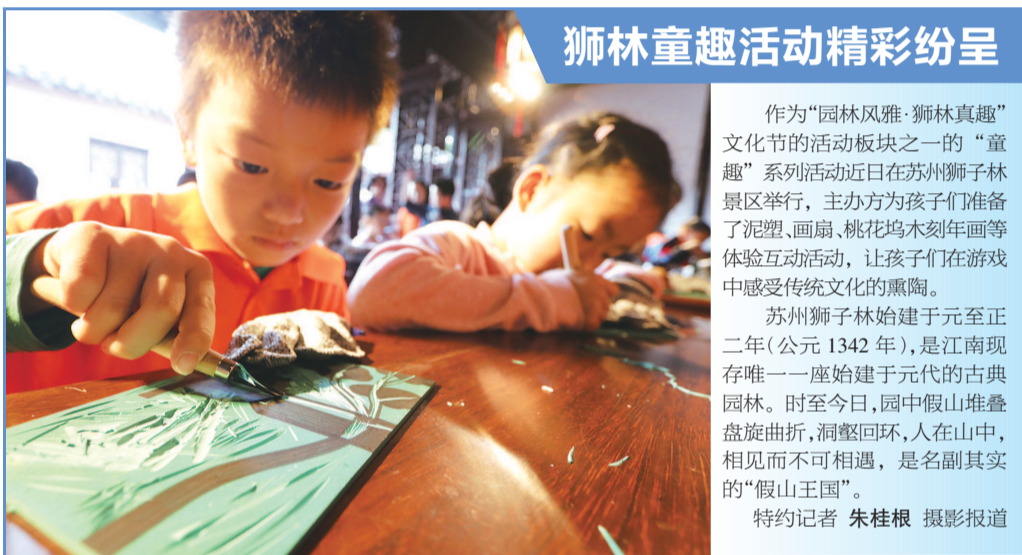 狮林童趣活动精彩纷呈
作为“园林风雅·狮林真趣”
文化节的活动板块之一的“童
趣”系列活动近日在苏州狮子林
景区举行，主办方为孩子们准备
了泥塑、画扇、桃花坞木刻年画等
体验互动活动，让孩子们在游戏
中感受传统文化的熏陶。
苏州狮子林始建于元至正
二年（公元 1342 年），是江南现
存唯一一座始建于元代的古典
园林。时至今日，园中假山堆叠
盘旋曲折，洞壑回环，人在山中，
相见而不可相遇，是名副其实
的“假山王国”。
特约记者 朱桂根 摄影报道